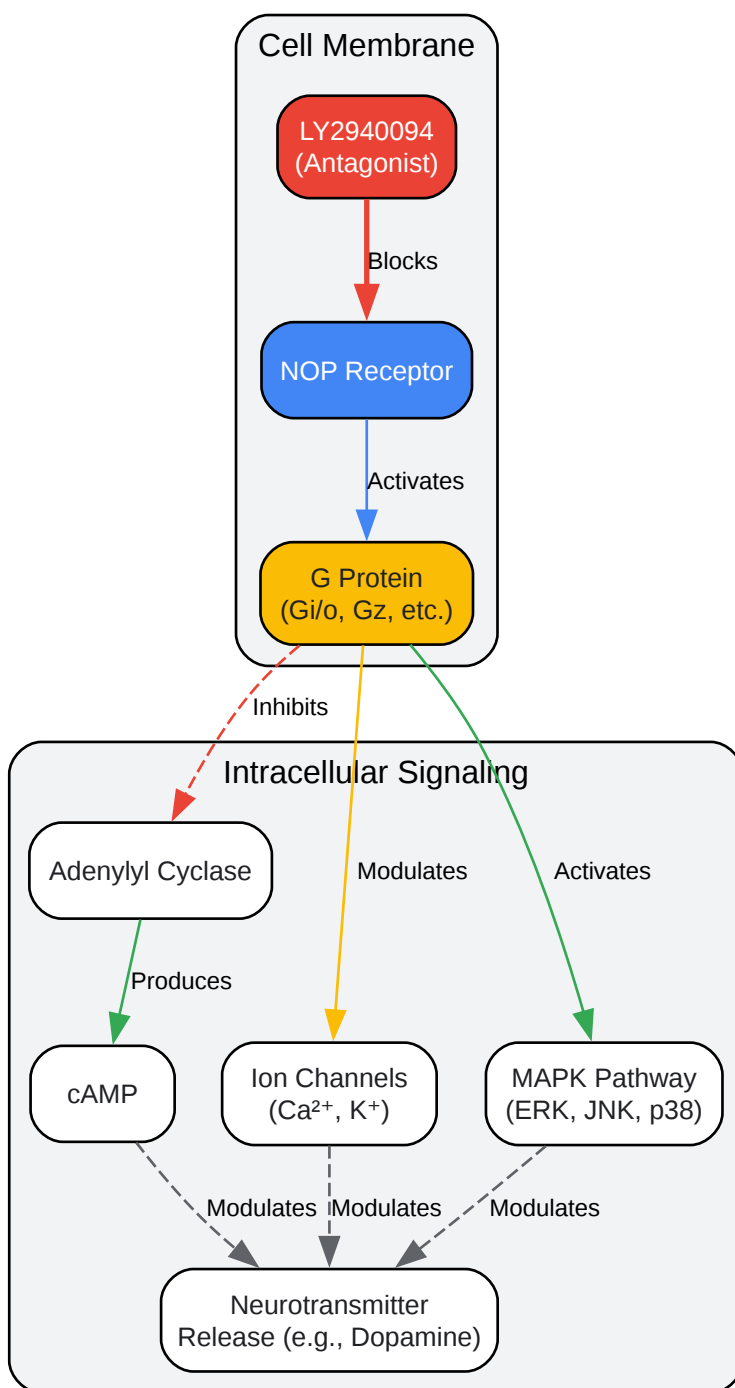 Cell Membrane
LY2940094
(Antagonist)
Blocks
NOP Receptor
Activates
G Protein
(Gi/o, Gz, etc.)
Inhibits
Intracellular Signaling
Adenylyl Cyclase
Modulates
Activates
Produces
cAMP
Ion Channels
(Ca²⁺, K⁺)
MAPK Pathway
(ERK, JNK, p38)
Modulates
Modulates
Modulates
Neurotransmitter
Release (e.g., Dopamine)